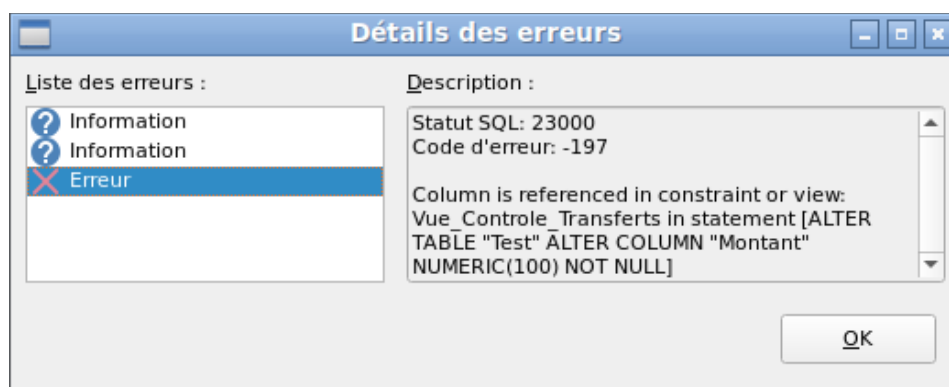 Détails des erreurs
Liste des erreurs :
Information
Information
Erreur
Description :
Statut SQL: 23000
Code d'erreur: -197
Column is referenced in constraint or view:
Vue_Controle_Transferts in statement [ALTER
TABLE "Test" ALTER COLUMN "Montant"
NUMERIC(100) NOT NULL]
OK